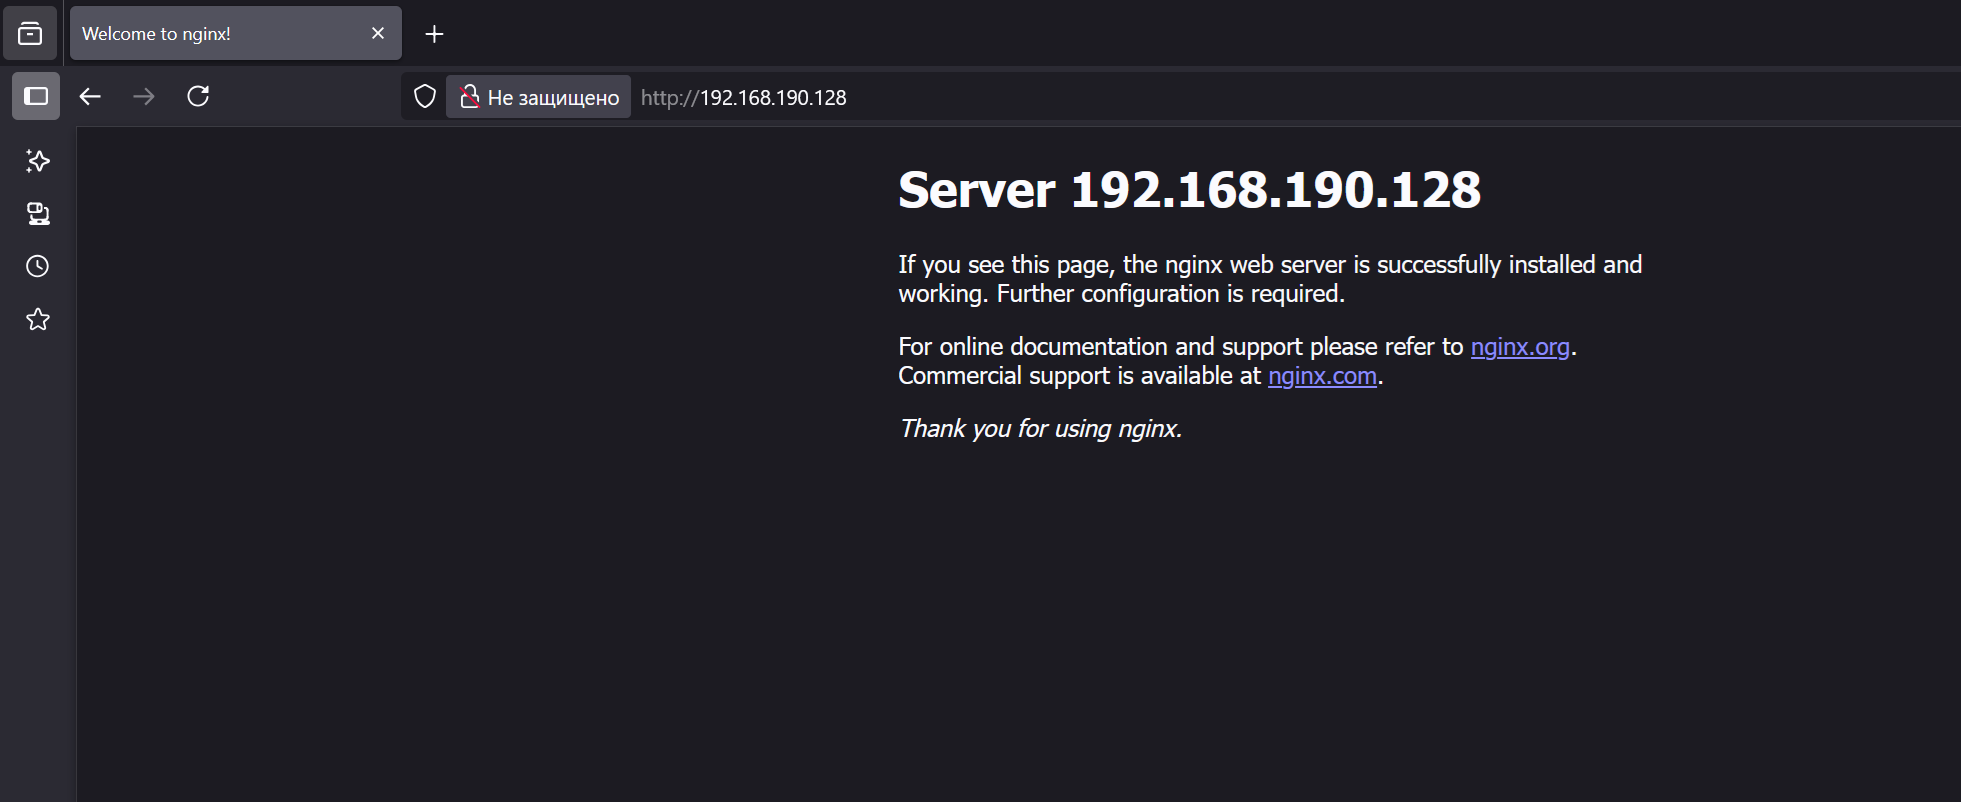 Welcome to nginx!
Не защищено http://192.168.190.128
Server 192.168.190.128
If you see this page, the nginx web server is successfully installed and
working. Further configuration is required.
For online documentation and support please refer to nginx.org.
Commercial support is available at nginx.com.
Thank you for using nginx.